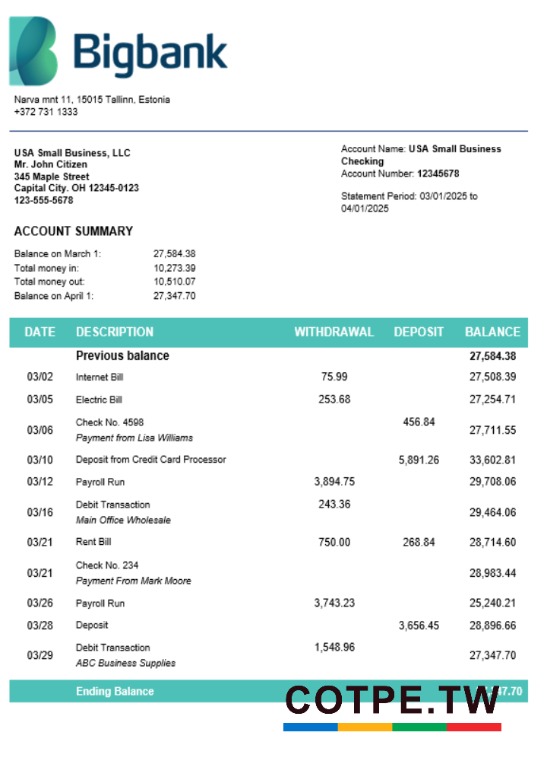 Bigbank
Narva mnt 11, 15015 Tallinn, Estonia
+372 731 1333
USA Small Business, LLC
Mr. John Citizen
345 Maple Street
Capital City. OH 12345-0123
123-555-5678
Account Name: USA Small Business
Checking
Account Number: 12345678
Statement Period: 03/01/2025 to
04/01/2025
ACCOUNT SUMMARY
Balance on March 1: 27,584.38
Total money in: 10,273.39
Total money out: 10,510.07
Balance on April 1: 27,347.70
DATE DESCRIPTION WITHDRAWAL DEPOSIT BALANCE
Previous balance 27,584.38
03/02 Internet Bill 75.99 27,508.39
03/05 Electric Bill 253.68 27,254.71
03/06 Check No. 4598 456.84 27,711.55
Payment from Lisa Williams
03/10 Deposit from Credit Card Processor 5,891.26 33,602.81
03/12 Payroll Run 3,894.75 29,708.06
03/16 Debit Transaction 243.36 29,464.06
Main Office Wholesale
03/21 Rent Bill 750.00 268.84 28,714.60
03/21 Check No. 234 28,983.44
Payment From Mark Moore
03/26 Payroll Run 3,743.23 25,240.21
03/28 Deposit 3,656.45 28,896.66
03/29 Debit Transaction 1,548.96 27,347.70
ABC Business Supplies
Ending Balance
COTPE.TW